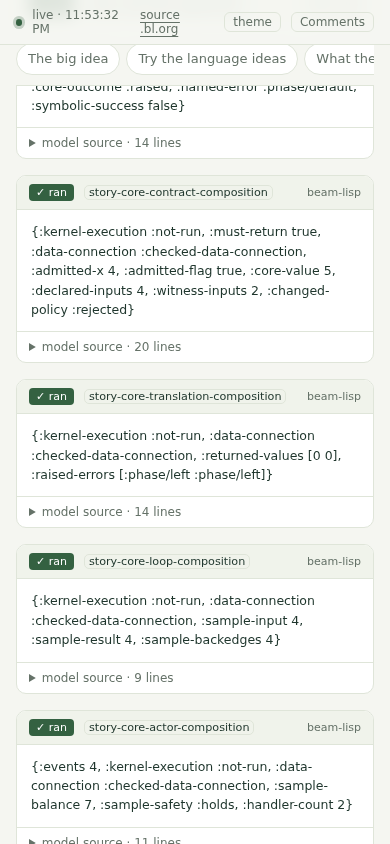 live · 11:53:32 PM
source .bl.org
theme
Comments
The big idea
Try the language ideas
What the
:core-outcome :raised, :named-error :phase/default,
:symbolic-success false}
▶ model source · 14 lines
✓ ran
story-core-contract-composition
beam-lisp
{:kernel-execution :not-run, :must-return true,
:data-connection :checked-data-connection,
:admitted-x 4, :admitted-flag true, :core-value 5,
:declared-inputs 4, :witness-inputs 2, :changed-
policy :rejected}
▶ model source · 20 lines
✓ ran
story-core-translation-composition
beam-lisp
{:kernel-execution :not-run, :data-connection
:checked-data-connection, :returned-values [0 0],
:raised-errors [:phase/left :phase/left]}
▶ model source · 14 lines
✓ ran
story-core-loop-composition
beam-lisp
{:kernel-execution :not-run, :data-connection
:checked-data-connection, :sample-input 4,
:sample-result 4, :sample-backedges 4}
▶ model source · 9 lines
✓ ran
story-core-actor-composition
beam-lisp
{:events 4, :kernel-execution :not-run, :data-
connection :checked-data-connection, :sample-
balance 7, :sample-safety :holds, :handler-count 2}
▶ model source · 11 lines